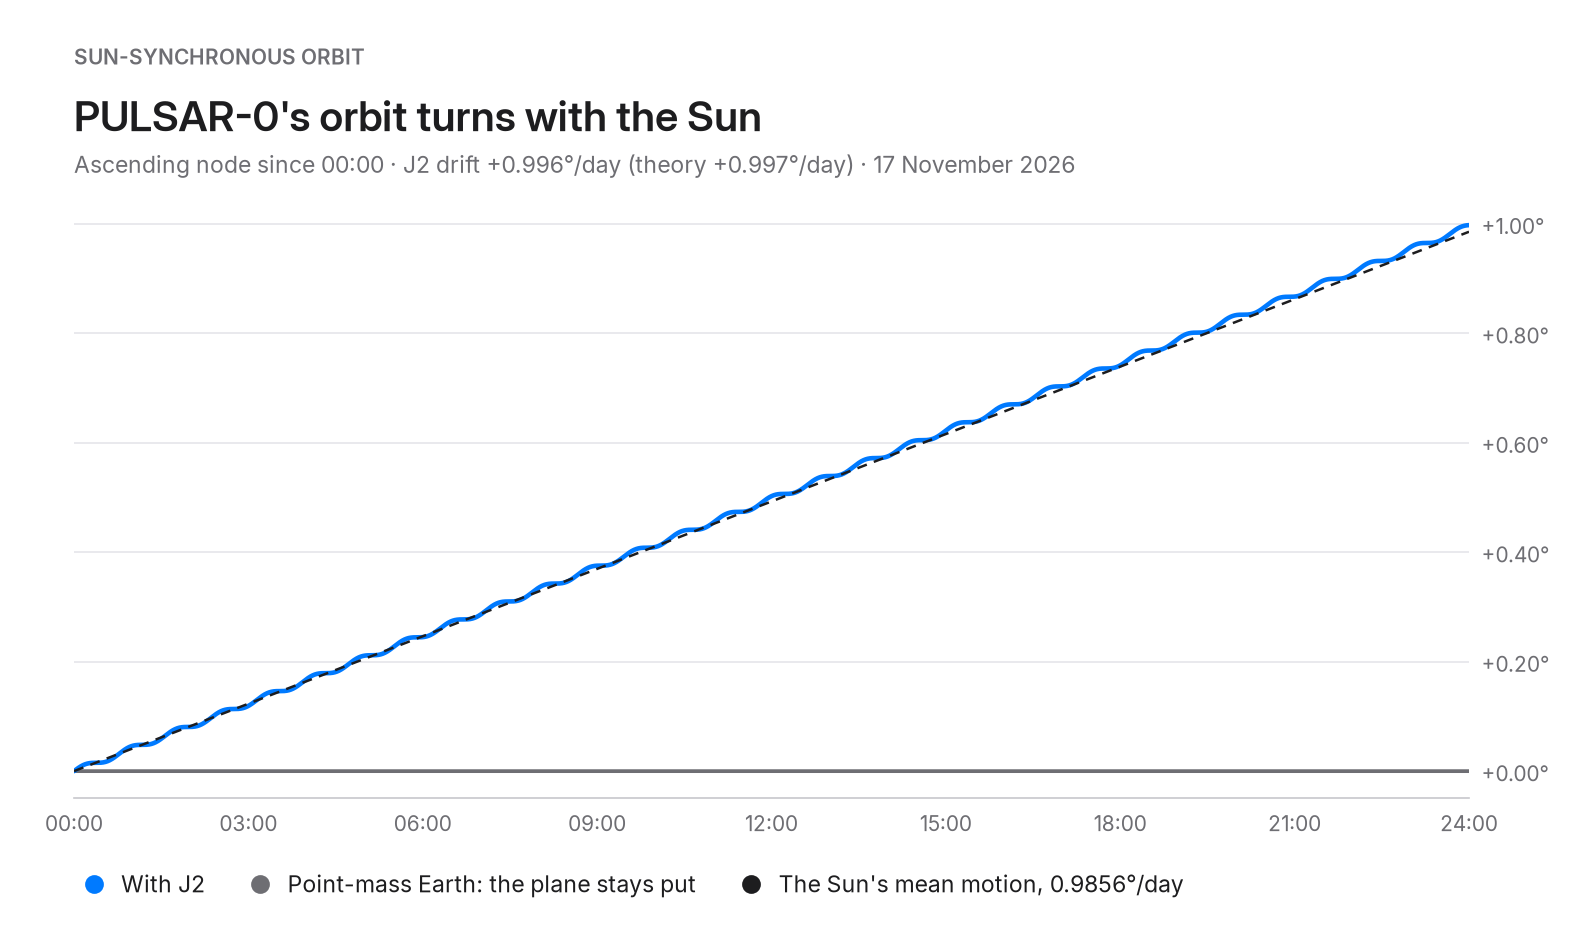 SUN-SYNCHRONOUS ORBIT
PULSAR-0's orbit turns with the Sun
Ascending node since 00:00 · J2 drift +0.996°/day (theory +0.997°/day) · 17 November 2026
+1.00°
+0.80°
+0.60°
+0.40°
+0.20°
+0.00°
00:00 03:00 06:00 09:00 12:00 15:00 18:00 21:00 24:00
With J2 Point-mass Earth: the plane stays put The Sun's mean motion, 0.9856°/day